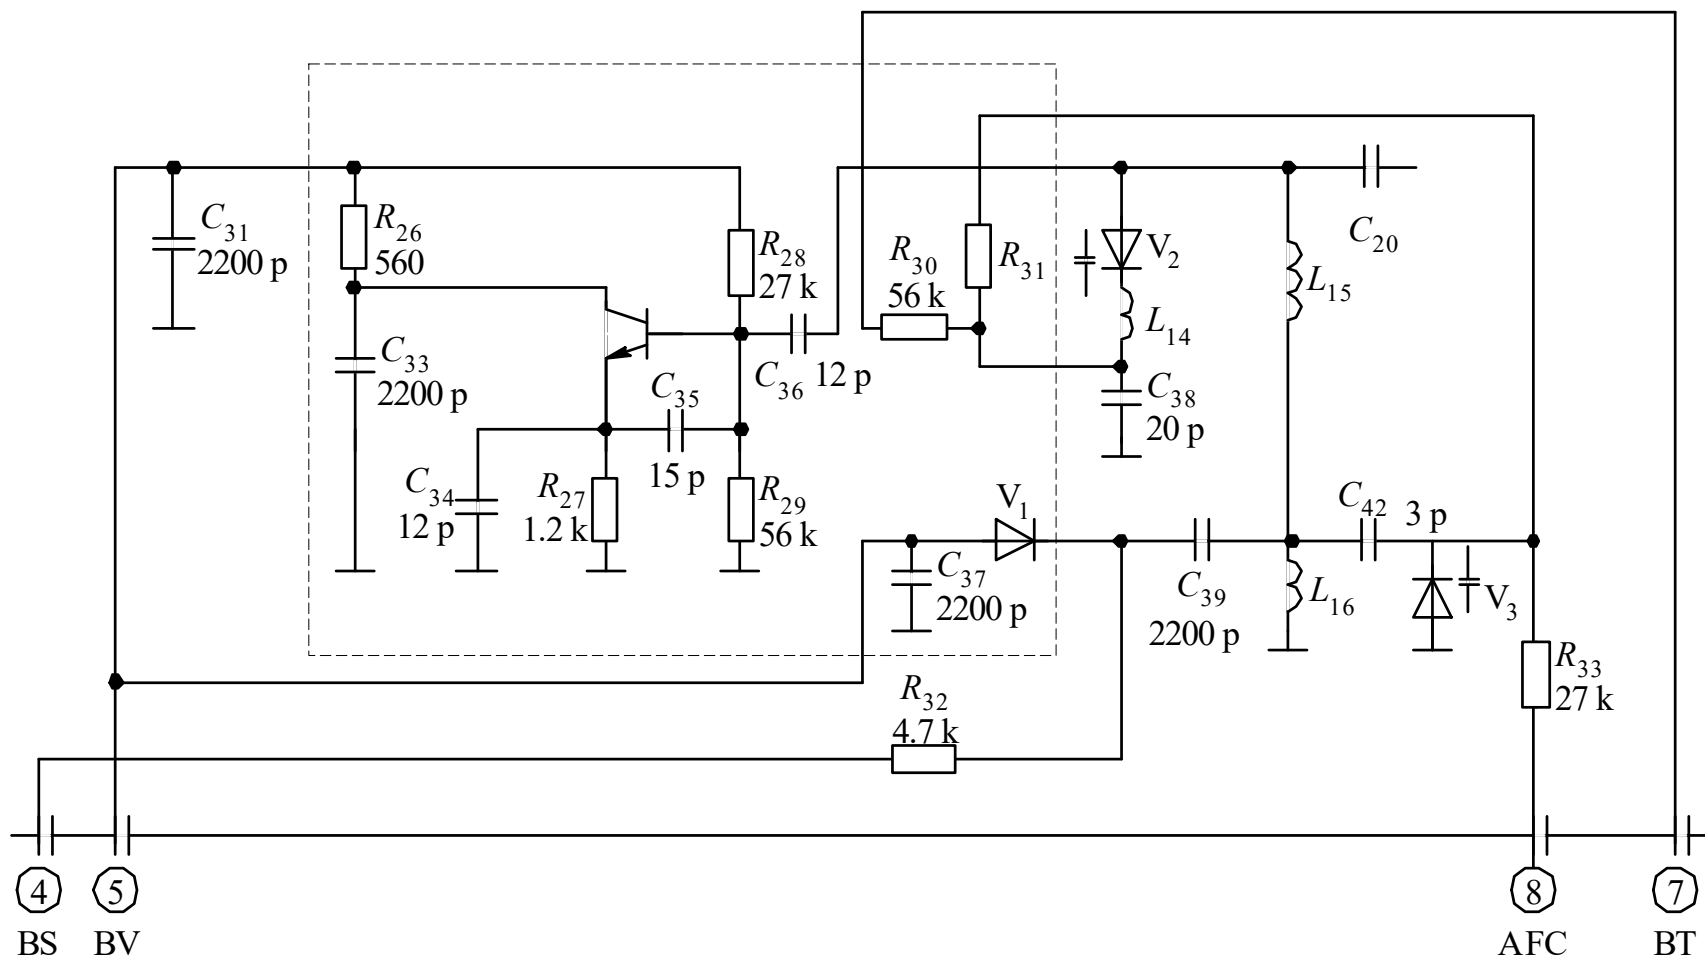 C31
2200 p
R26
560
R28
27 k
R30
56 k
R31
V2
C20
L15
L14
C33
2200 p
C36 12 p
C35
15 p
C38
20 p
C34
12 p
R27
1.2 k
R29
56 k
V1
C37
2200 p
C39
2200 p
C42
3 p
L16
V3
R33
27 k
R32
4.7 k
4
5
8
7
BS
BV
AFC
BT